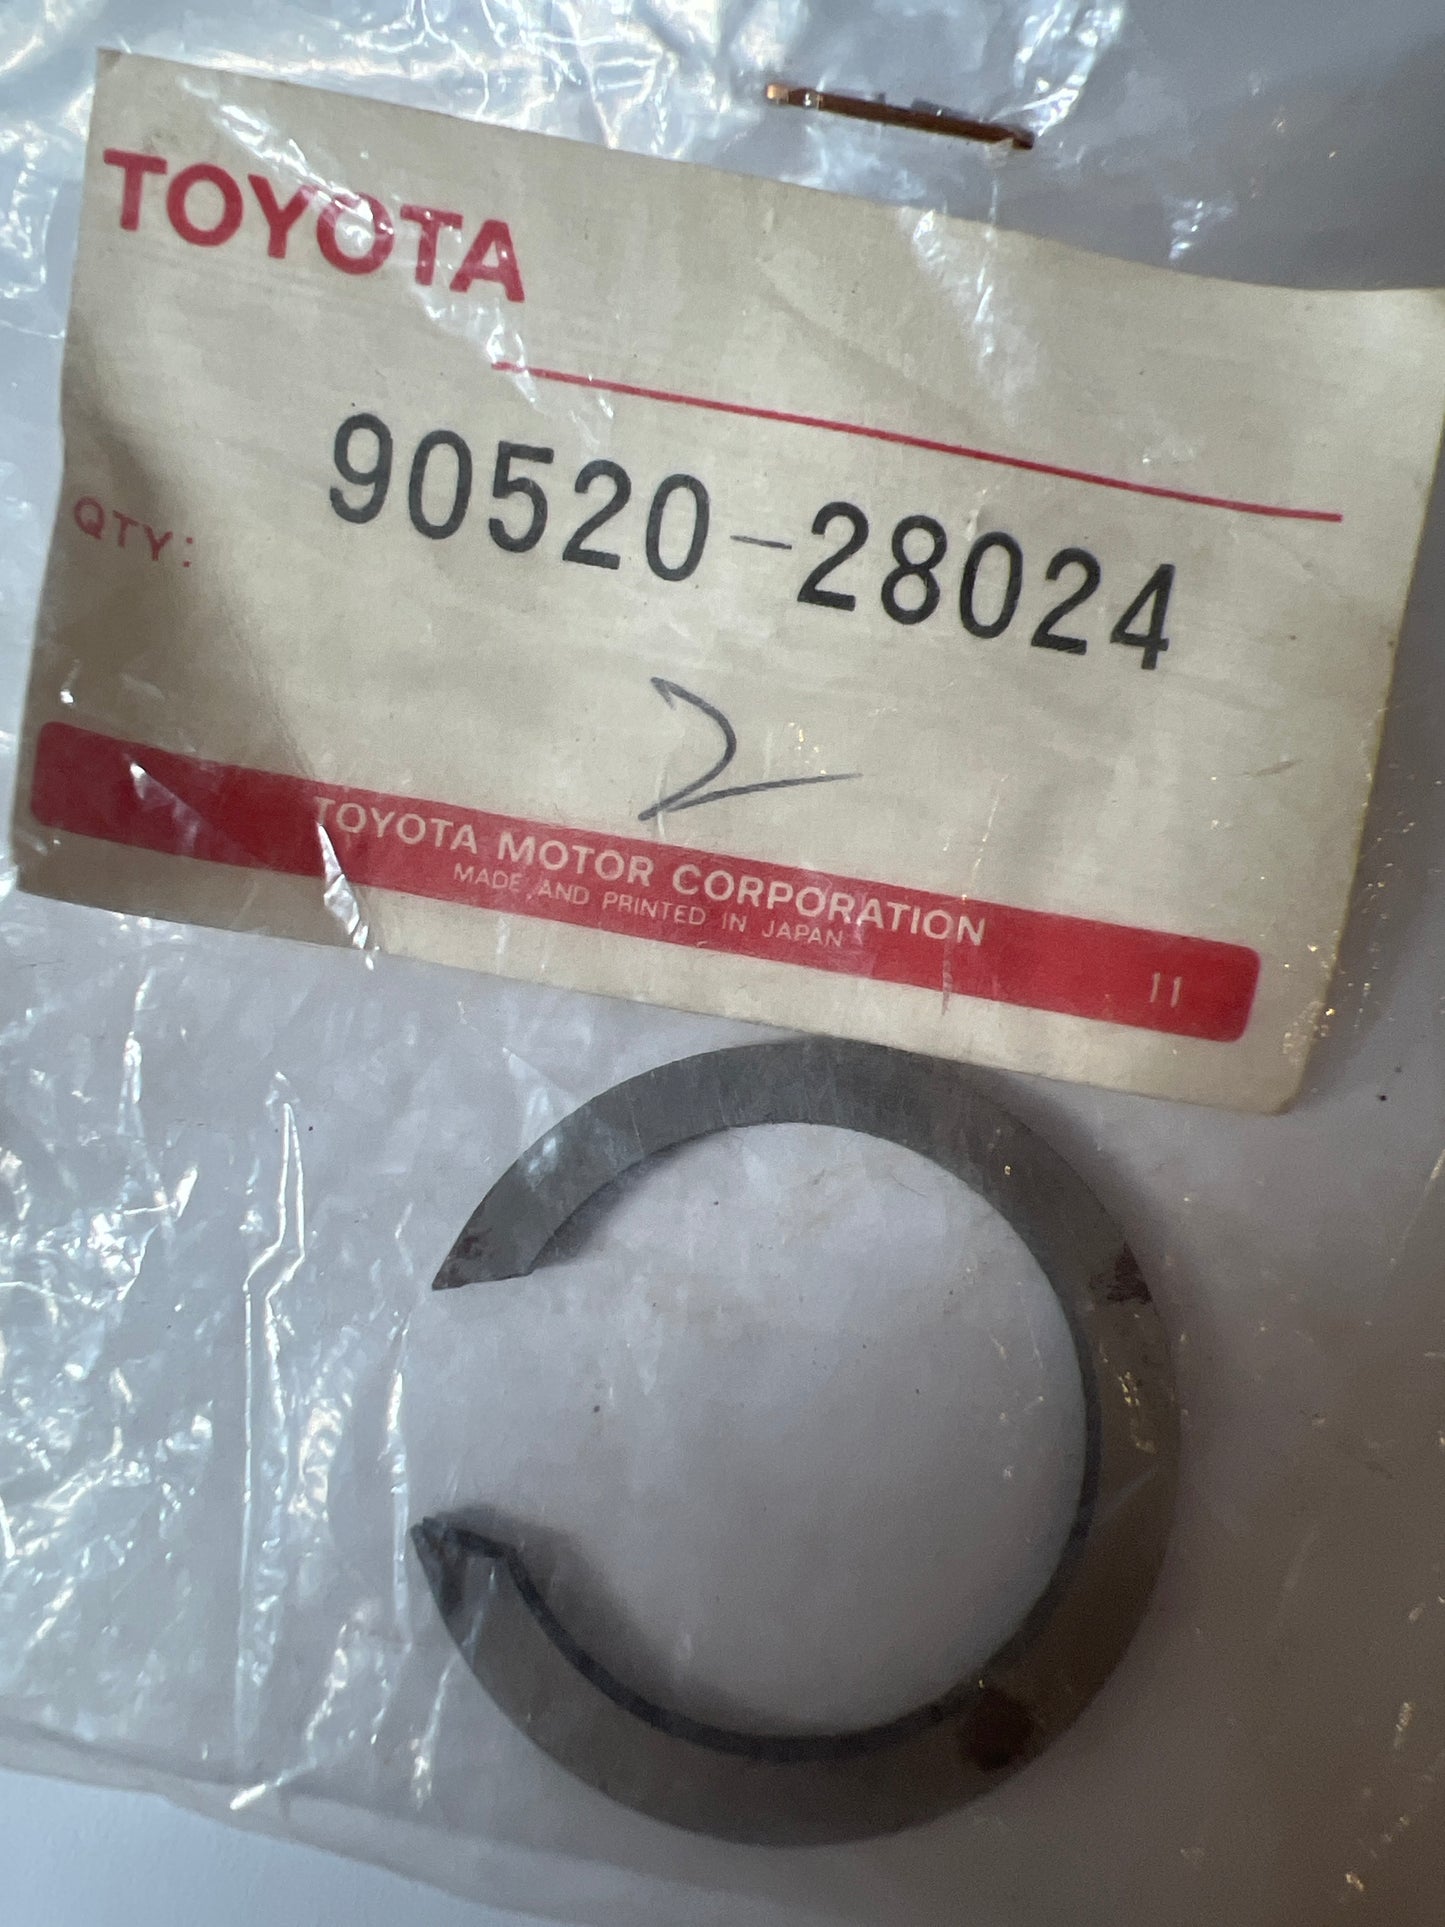 TOYOTA
90520-28024
QTY:
2
TOYOTA MOTOR CORPORATION
MADE AND PRINTED IN JAPAN
11